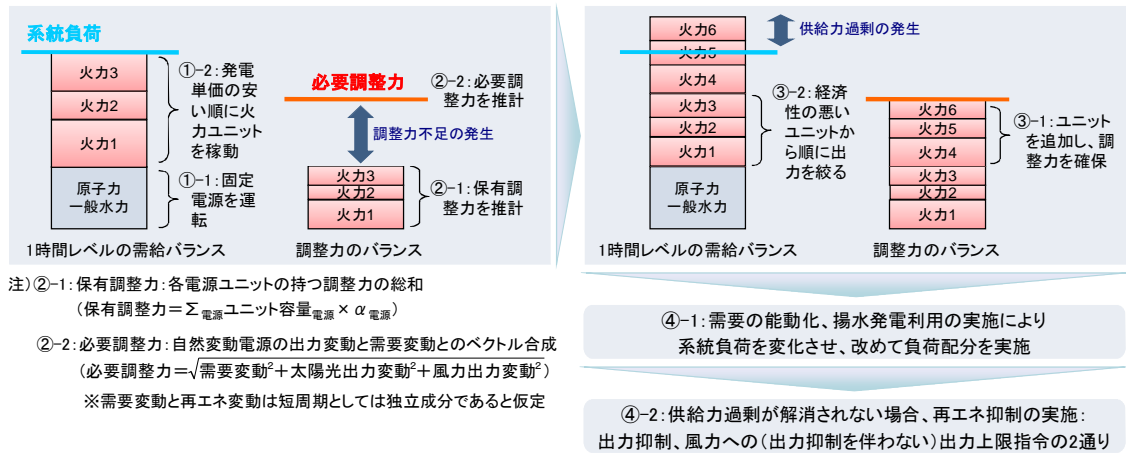 系統負荷
火力3
火力2
火力1
原子力
一般水力
①-2:発電
単価の安
い順に火
力ユニット
を稼動
①-1:固定
電源を運
転
1時間レベルの需給バランス
必要調整力
②-2:必要調
整力を推計
調整力不足の発生
火力3
火力2
火力1
②-1:保有調
整力を推計
調整力のバランス
火力6
火力5
火力4
火力3
火力2
火力1
原子力
一般水力
供給力過剰の発生
③-2:経済
性の悪い
ユニットか
ら順に出
力を絞る
1時間レベルの需給バランス
火力6
火力5
火力4
火力3
火力2
火力1
③-1:ユニット
を追加し、調
整力を確保
調整力のバランス
注)②-1:保有調整力:各電源ユニットの持つ調整力の総和
(保有調整力=Σ電源ユニット容量電源×α電源)
②-2:必要調整力:自然変動電源の出力変動と需要変動とのベクトル合成
(必要調整力=√需要変動²+太陽光出力変動²+風力出力変動²)
※需要変動と再エネ変動は短周期としては独立成分であると仮定
④-1:需要の能動化、揚水発電利用の実施により
系統負荷を変化させ、改めて負荷配分を実施
④-2:供給力過剰が解消されない場合、再エネ抑制の実施:
出力抑制、風力への(出力抑制を伴わない)出力上限指令の2通り